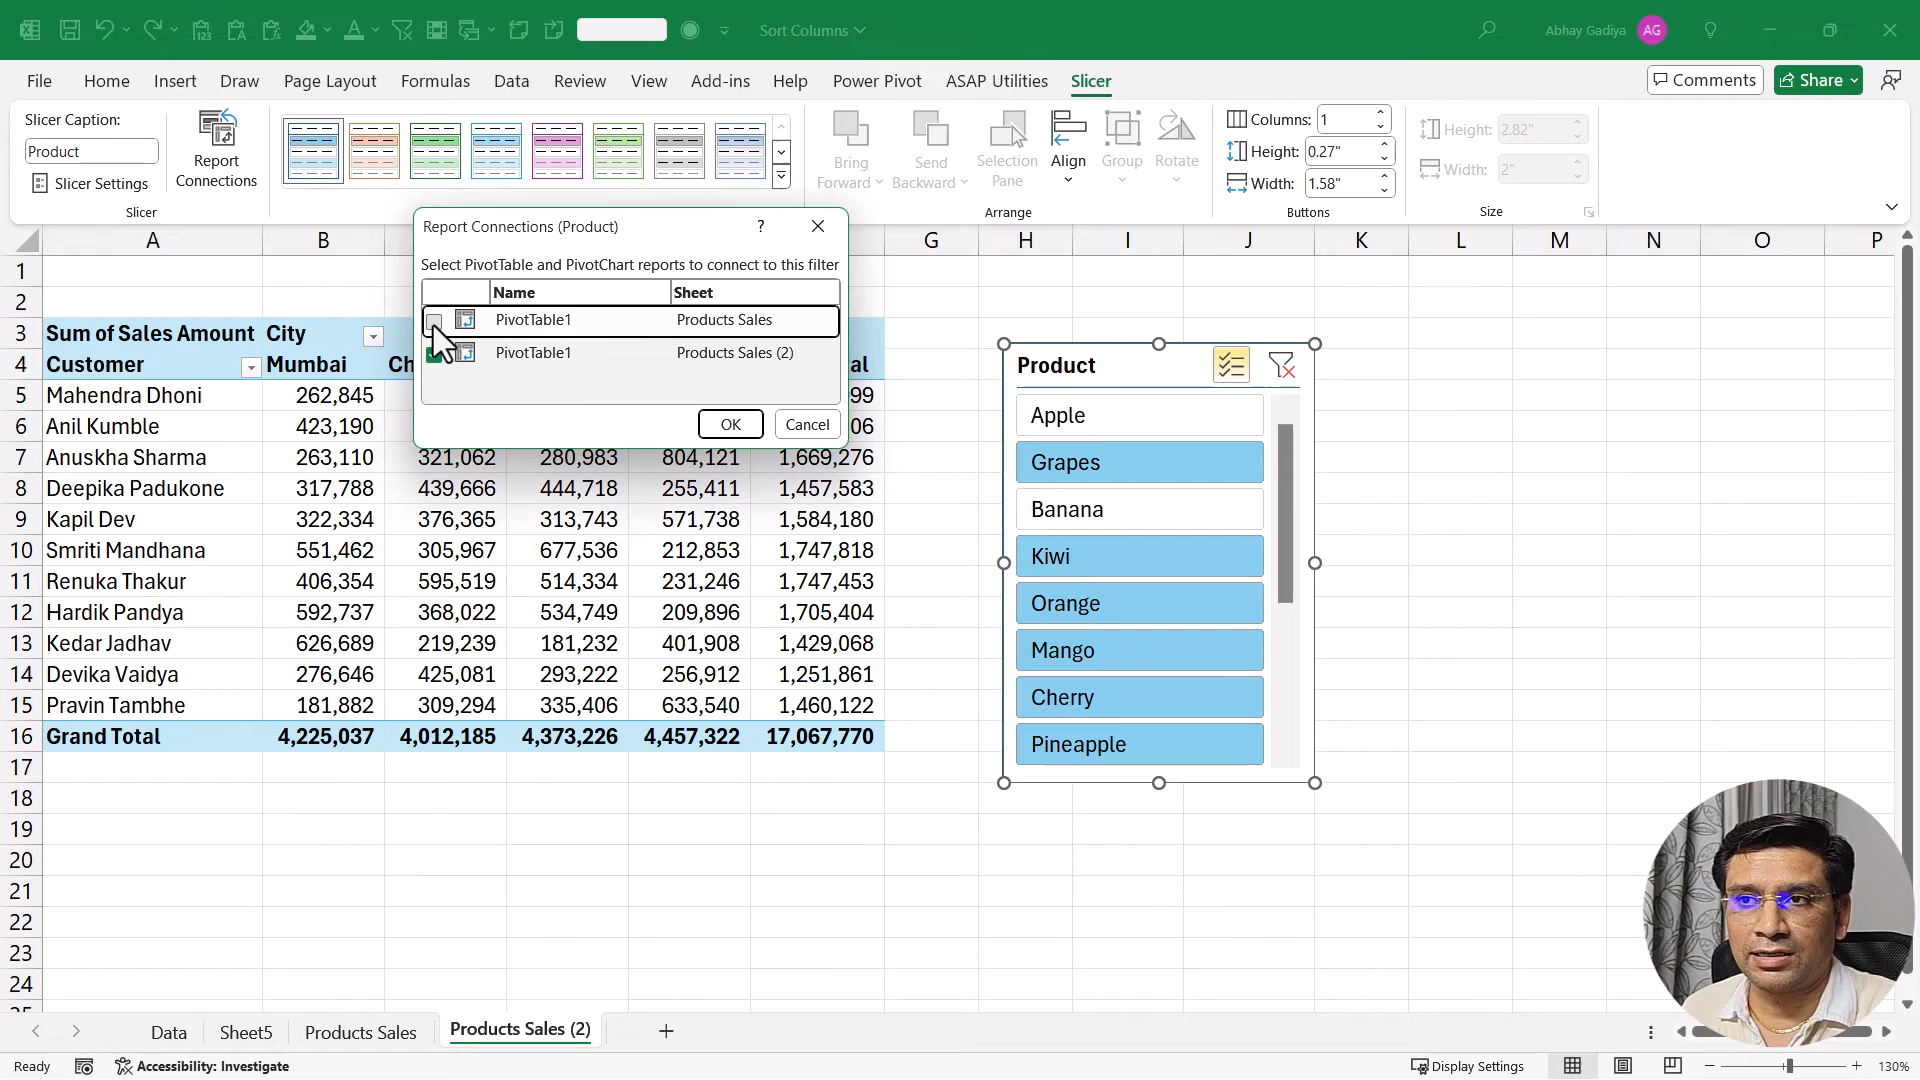 Sort Columns
Abhay Gadiya
AG
File
Home
Insert
Draw
Page Layout
Formulas
Data
Review
View
Add-ins
Help
Power Pivot
ASAP Utilities
Slicer
Comments
Share
Slicer Caption:
Product
Slicer Settings
Report
Connections
Slicer
Bring
Forward
Send
Backward
Selection
Pane
Align
Group
Rotate
Arrange
Columns:
1
Height:
0.27"
Width:
1.58"
Buttons
Height:
2.82"
Width:
2"
Size
Report Connections (Product)
?
Select PivotTable and PivotChart reports to connect to this filter
Name
Sheet
PivotTable1
Products Sales
PivotTable1
Products Sales (2)
OK
Cancel
A B G H I J K L M N O P
1
2
3 Sum of Sales Amount City
4 Customer Mumbai Ch al
5 Mahendra Dhoni 262,845 99
6 Anil Kumble 423,190 06
7 Anuskha Sharma 263,110 321,062 280,983 804,121 1,669,276
8 Deepika Padukone 317,788 439,666 444,718 255,411 1,457,583
9 Kapil Dev 322,334 376,365 313,743 571,738 1,584,180
10 Smriti Mandhana 551,462 305,967 677,536 212,853 1,747,818
11 Renuka Thakur 406,354 595,519 514,334 231,246 1,747,453
12 Hardik Pandya 592,737 368,022 534,749 209,896 1,705,404
13 Kedar Jadhav 626,689 219,239 181,232 401,908 1,429,068
14 Devika Vaidya 276,646 425,081 293,222 256,912 1,251,861
15 Pravin Tambhe 181,882 309,294 335,406 633,540 1,460,122
16 Grand Total 4,225,037 4,012,185 4,373,226 4,457,322 17,067,770
17
18
19
20
21
22
23
24
Product
Apple
Grapes
Banana
Kiwi
Orange
Mango
Cherry
Pineapple
Data
Sheet5
Products Sales
Products Sales (2)
Ready
Accessibility: Investigate
Display Settings
130%